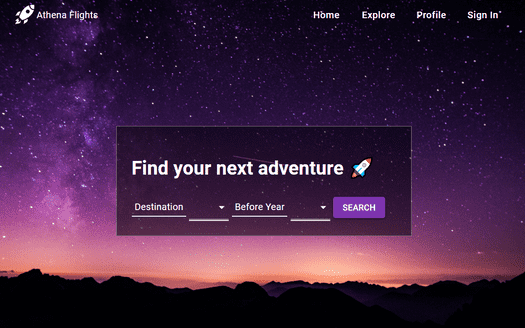 Athena Flights
Home Explore Profile Sign In
Find your next adventure 🚀
Destination Before Year SEARCH